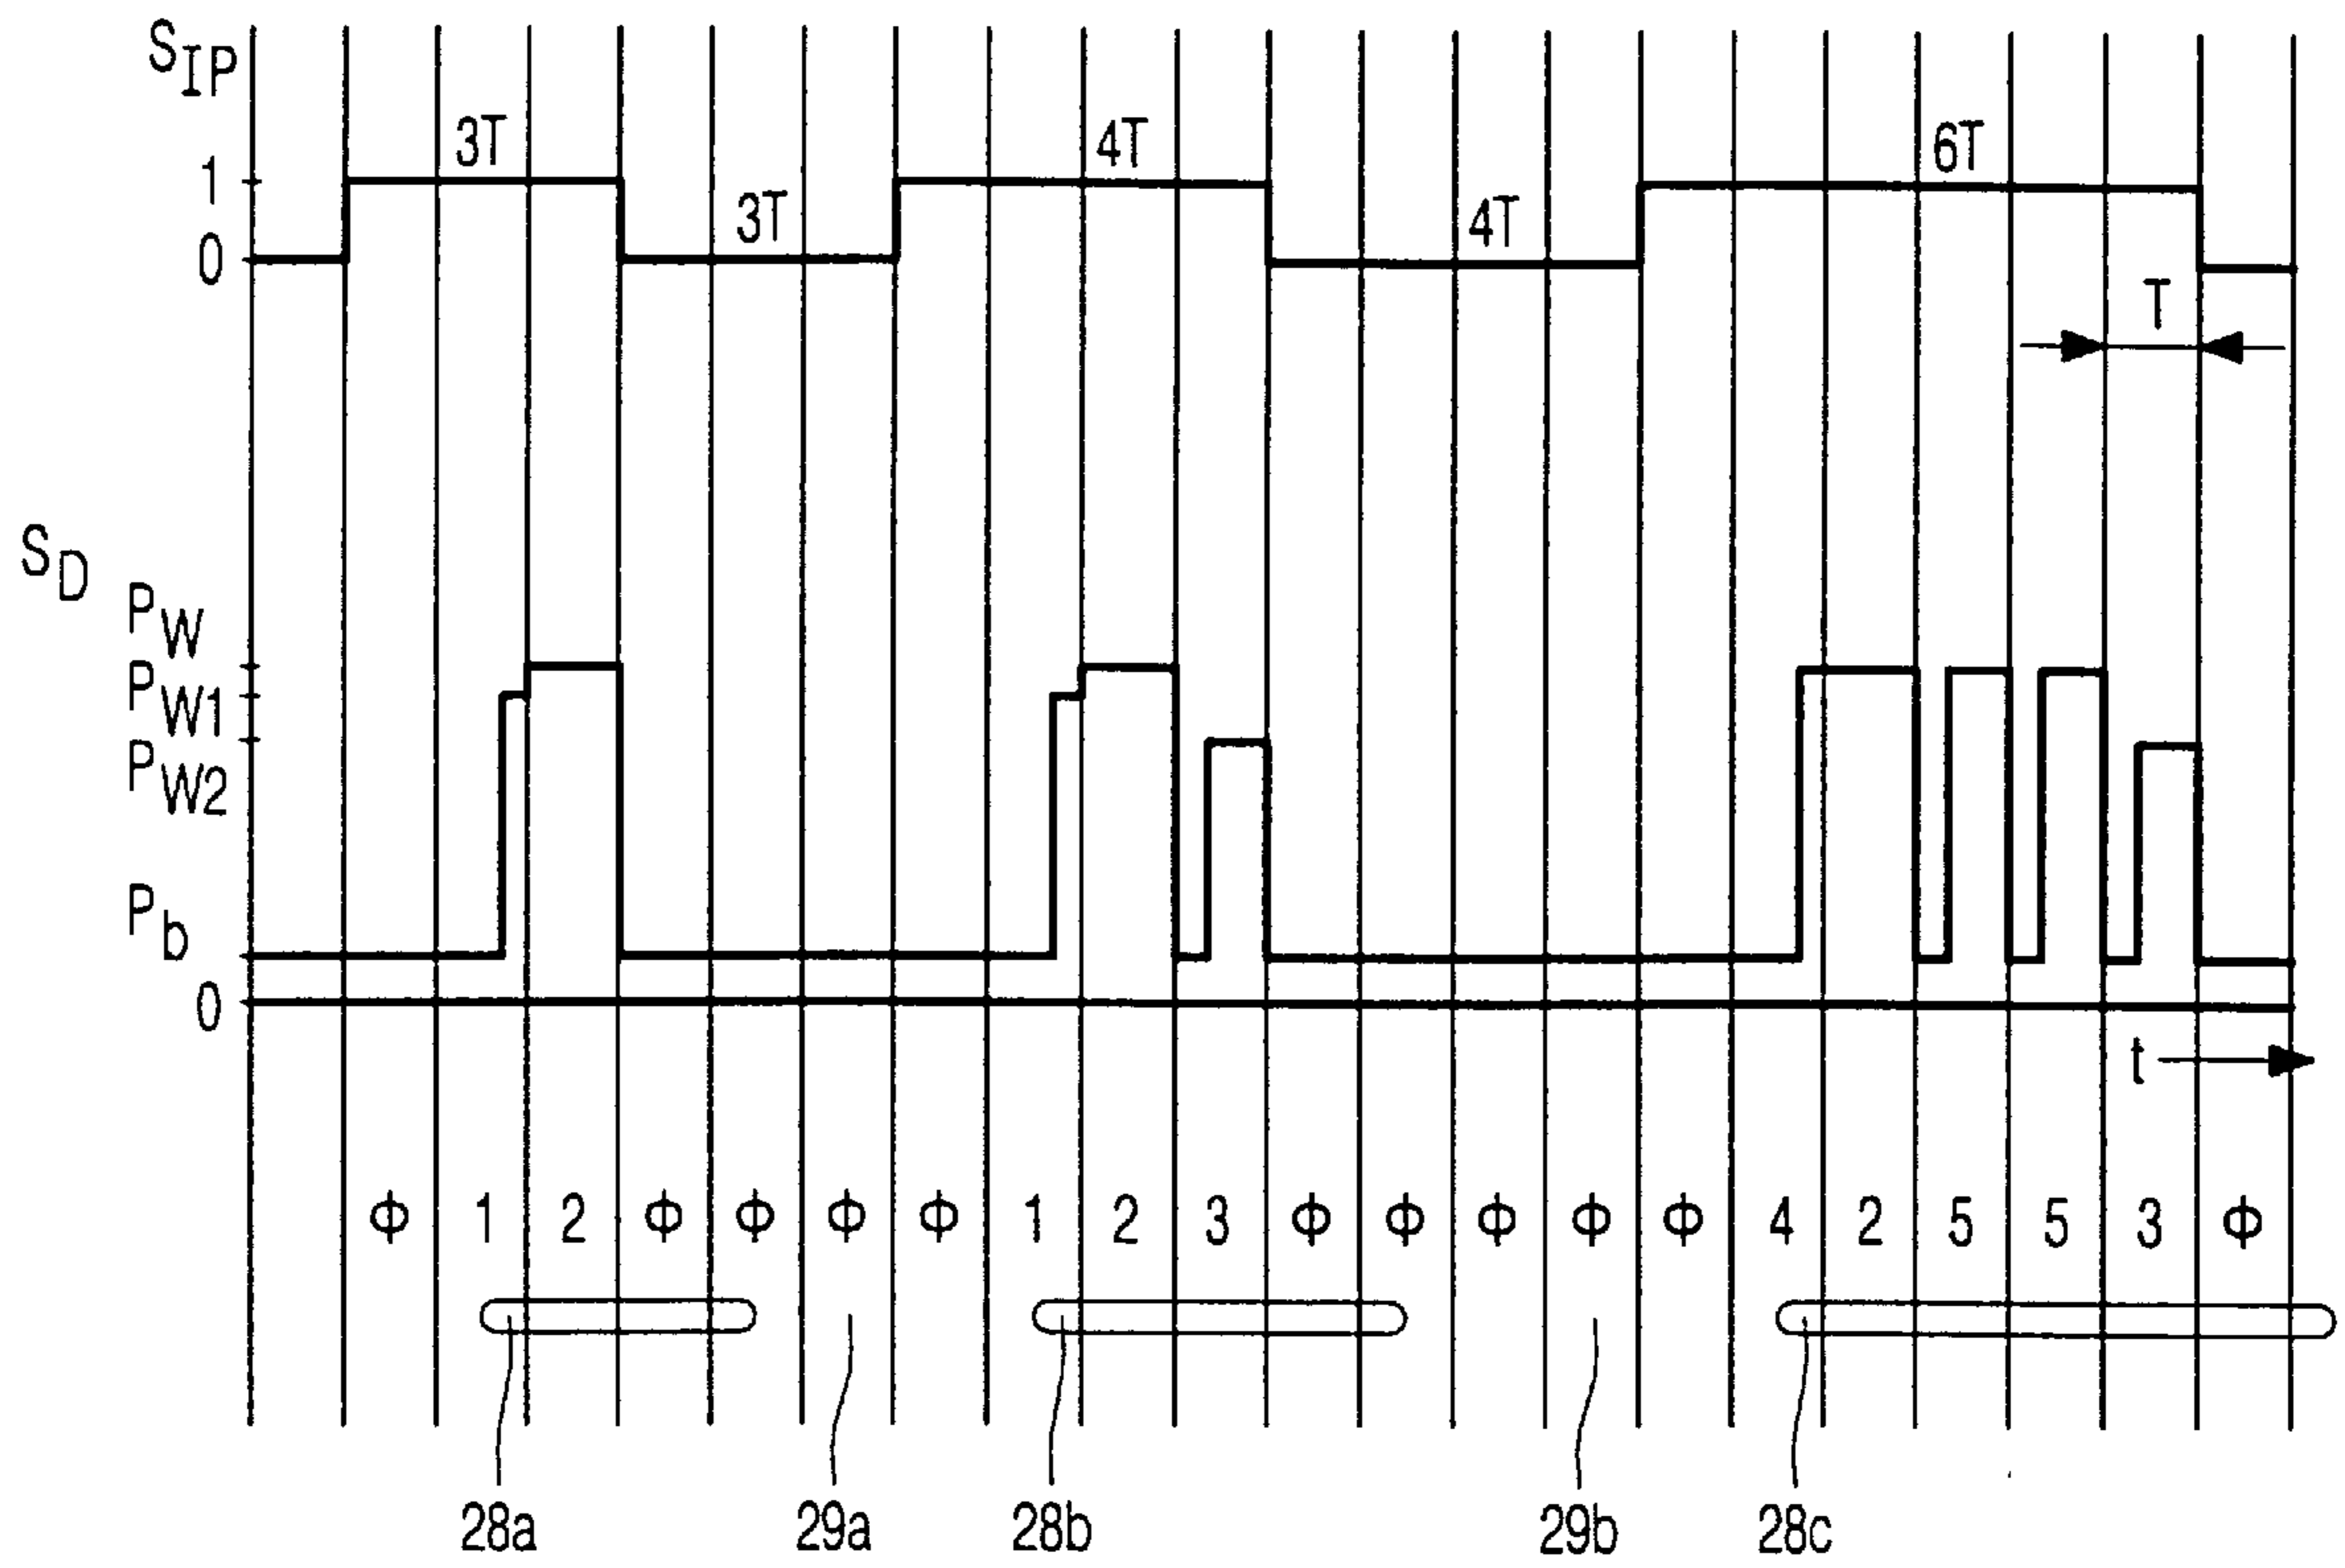 S_IP
3T 4T 6T
1
3T 4T
0
T
S_D
P_W
P_W1
P_W2
P_b
0
t
Φ 1 2 Φ Φ Φ Φ 1 2 3 Φ Φ Φ Φ Φ 4 2 5 5 3 Φ
28a 29a 28b 29b 28c